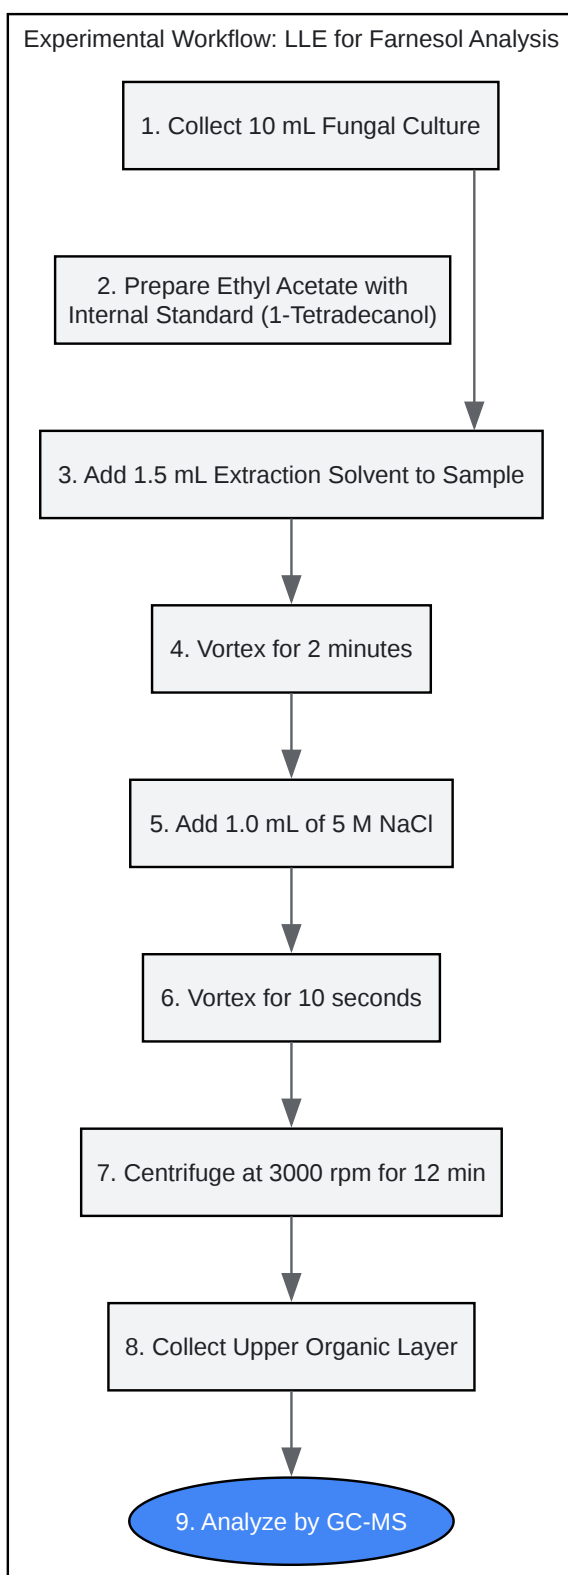 Experimental Workflow: LLE for Farnesol Analysis
1. Collect 10 mL Fungal Culture
2. Prepare Ethyl Acetate with
Internal Standard (1-Tetradecanol)
3. Add 1.5 mL Extraction Solvent to Sample
4. Vortex for 2 minutes
5. Add 1.0 mL of 5 M NaCl
6. Vortex for 10 seconds
7. Centrifuge at 3000 rpm for 12 min
8. Collect Upper Organic Layer
9. Analyze by GC-MS